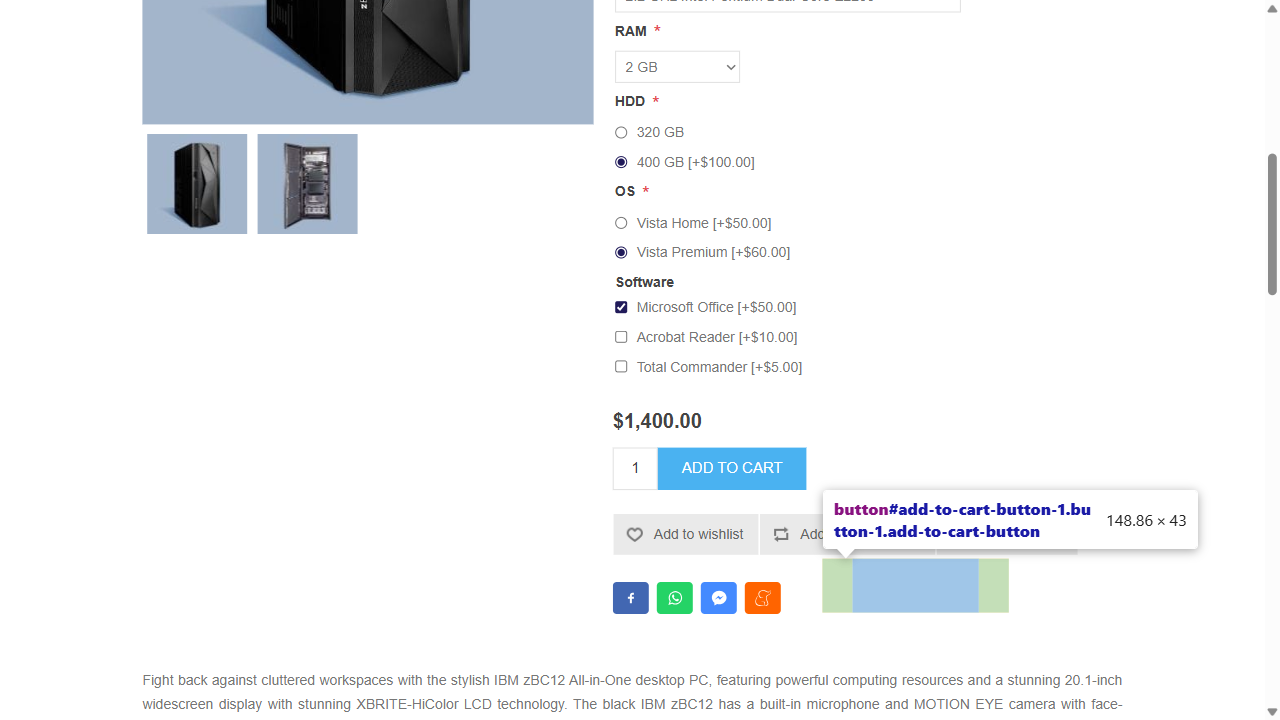 RAM *
2 GB
HDD *
320 GB
400 GB [+$100.00]
OS *
Vista Home [+$50.00]
Vista Premium [+$60.00]
Software
Microsoft Office [+$50.00]
Acrobat Reader [+$10.00]
Total Commander [+$5.00]
$1,400.00
1 ADD TO CART
button#add-to-cart-button-1.bu
tton-1.add-to-cart-button
148.86 × 43
Add to wishlist
Fight back against cluttered workspaces with the stylish IBM zBC12 All-in-One desktop PC, featuring powerful computing resources and a stunning 20.1-inch
widescreen display with stunning XBRITE-HiColor LCD technology. The black IBM zBC12 has a built-in microphone and MOTION EYE camera with face-